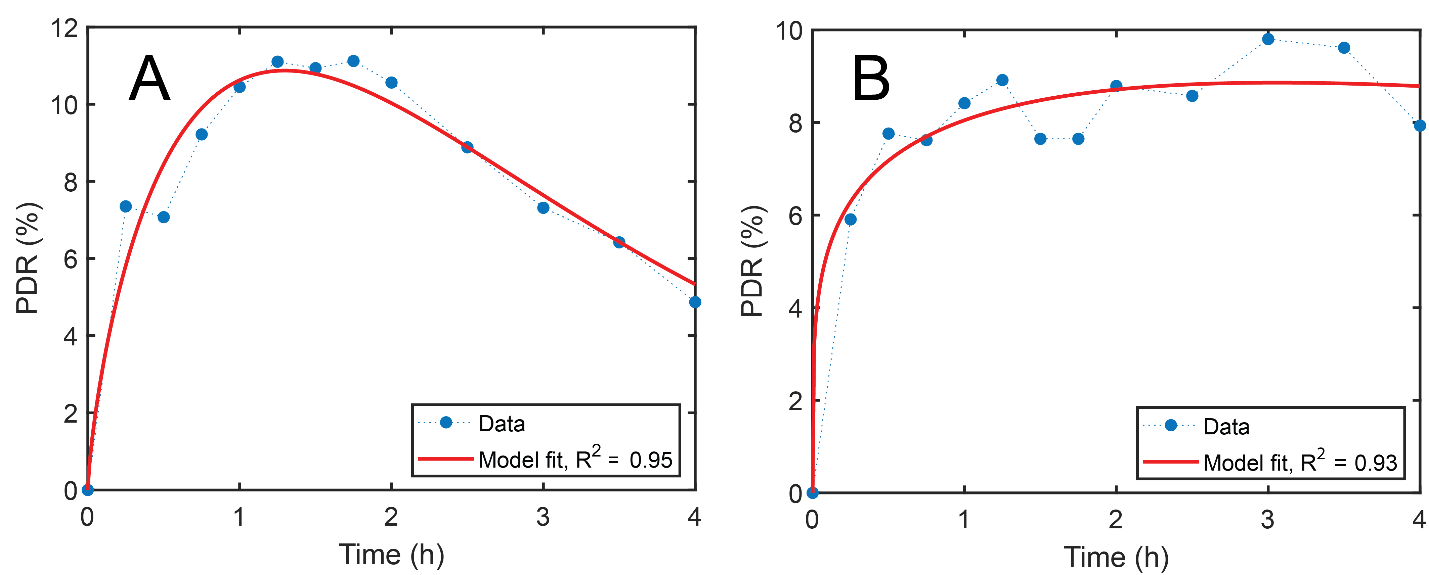 A
PDR (%)
12
10
8
6
4
2
0
0 1 2 3 4
Time (h)
Data
Model fit, R² = 0.95
B
PDR (%)
10
8
6
4
2
0
0 1 2 3 4
Time (h)
Data
Model fit, R² = 0.93